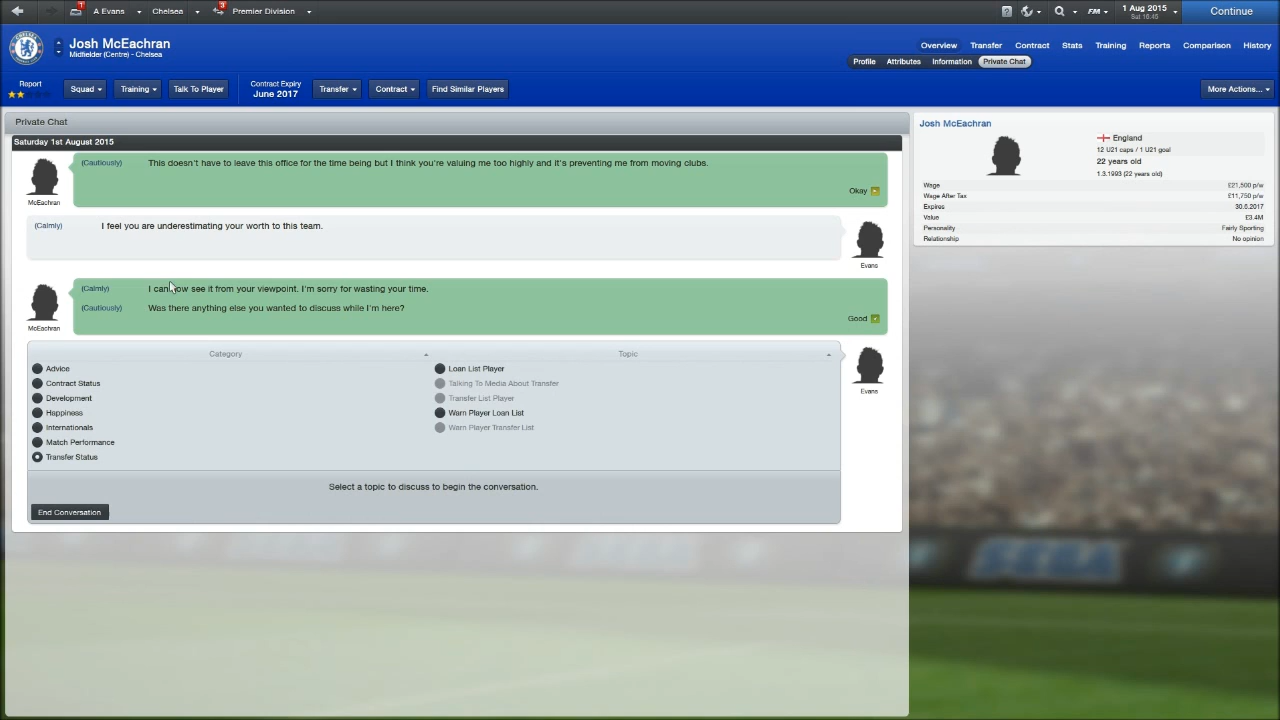 1
A Evans
Chelsea
3
Premier Division
?
FM
1 Aug 2015
Sat 16:45
Continue
Josh McEachran
Midfielder (Centre) - Chelsea
Overview
Transfer
Contract
Stats
Training
Reports
Comparison
History
Profile
Attributes
Information
Private Chat
Report
Squad
Training
Talk To Player
Contract Expiry
June 2017
Transfer
Contract
Find Similar Players
More Actions...
Private Chat
Saturday 1st August 2015
(Cautiously) This doesn't have to leave this office for the time being but I think you're valuing me too highly and it's preventing me from moving clubs.
Okay
McEachran
(Calmly) I feel you are underestimating your worth to this team.
Evans
(Calmly) I can now see it from your viewpoint. I'm sorry for wasting your time.
(Cautiously) Was there anything else you wanted to discuss while I'm here?
Good
McEachran
Category
Topic
Advice
Contract Status
Development
Happiness
Internationals
Match Performance
Transfer Status
Loan List Player
Talking To Media About Transfer
Transfer List Player
Warn Player Loan List
Warn Player Transfer List
Evans
Select a topic to discuss to begin the conversation.
End Conversation
Josh McEachran
England
12 U21 caps / 1 U21 goal
22 years old
1.3.1993 (22 years old)
Wage £21,500 p/w
Wage After Tax £11,750 p/w
Expires 30.6.2017
Value £3.4M
Personality Fairly Sporting
Relationship No opinion
SEGA